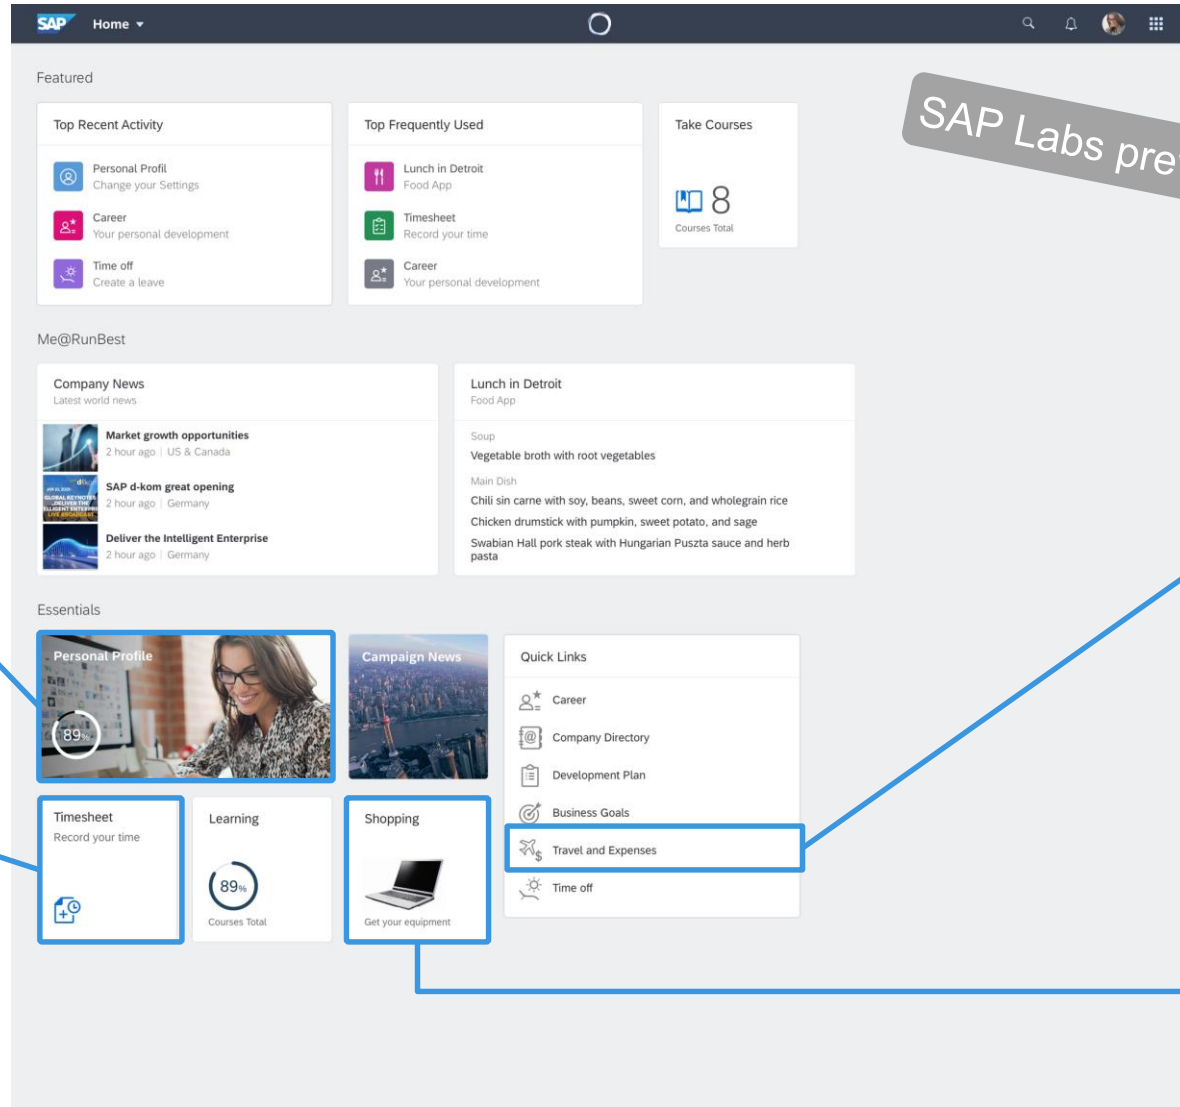 SAP Home
SAP Labs pre
Featured
Top Recent Activity
Personal Profil
Change your Settings
Career
Your personal development
Time off
Create a leave
Top Frequently Used
Lunch in Detroit
Food App
Timesheet
Record your time
Career
Your personal development
Take Courses
8
Courses Total
Me@RunBest
Company News
Latest world news
Market growth opportunities
2 hour ago | US & Canada
SAP d-kom great opening
2 hour ago | Germany
Deliver the Intelligent Enterprise
2 hour ago | Germany
Lunch in Detroit
Food App
Soup
Vegetable broth with root vegetables
Main Dish
Chili sin carne with soy, beans, sweet corn, and wholegrain rice
Chicken drumstick with pumpkin, sweet potato, and sage
Swabian Hall pork steak with Hungarian Puszta sauce and herb
pasta
Essentials
Personal Profile
89%
Campaign News
Quick Links
Career
Company Directory
Development Plan
Business Goals
Travel and Expenses
Time off
Timesheet
Record your time
Learning
89%
Courses Total
Shopping
Get your equipment